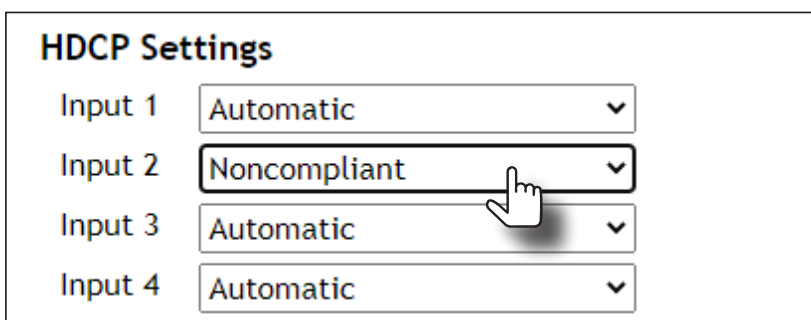 HDCP Settings
Input 1 Automatic
Input 2 Noncompliant
Input 3 Automatic
Input 4 Automatic